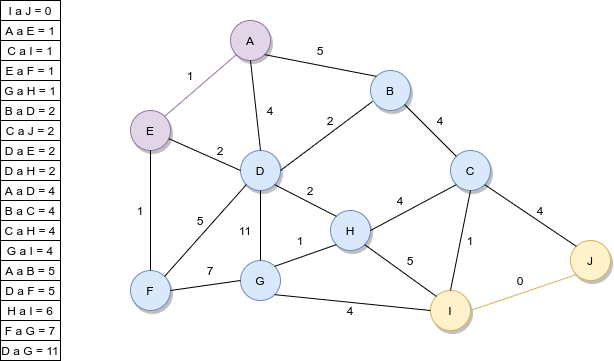 I a J = 0
A a E = 1
C a I = 1
E a F = 1
G a H = 1
B a D = 2
C a J = 2
D a E = 2
D a H = 2
A a D = 4
B a C = 4
C a H = 4
G a I = 4
A a B = 5
D a F = 5
H a I = 6
F a G = 7
D a G = 11
A
5
1
B
4
2
4
E
2
D
C
1
5
2
4
4
11
H
1
1
5
J
7
F
G
0
4
I